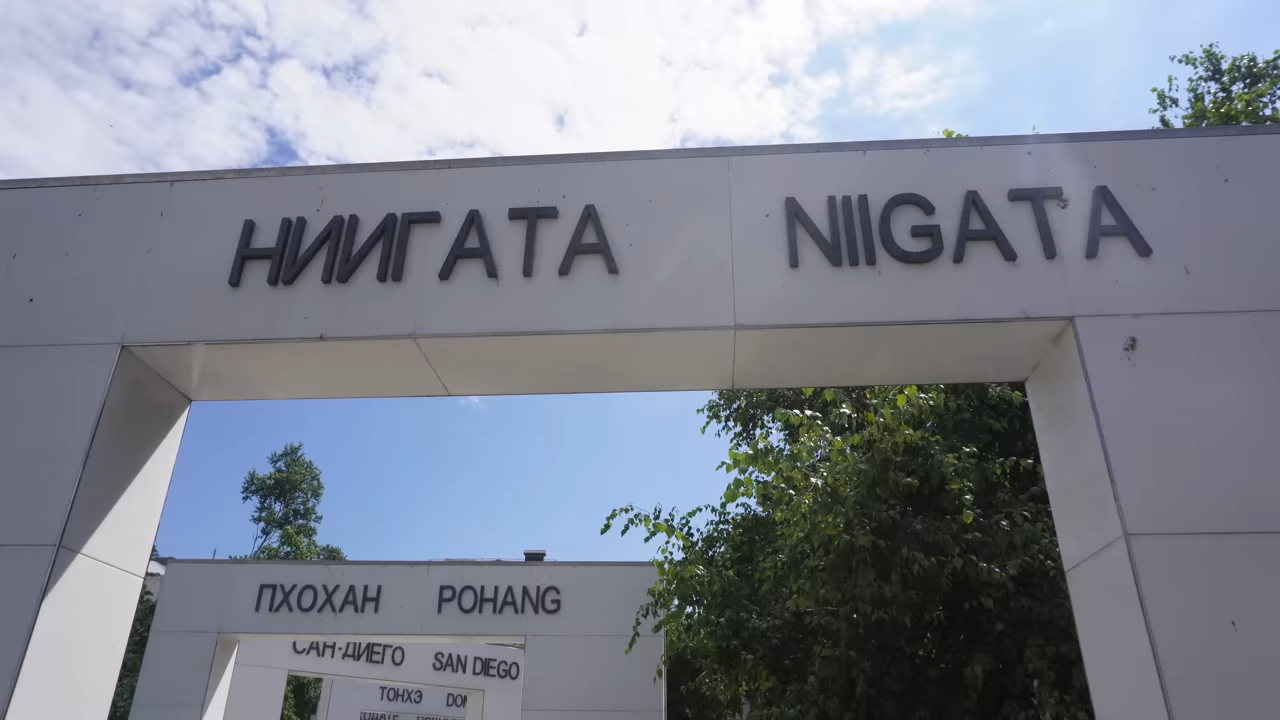 НИИГАТА NIIGATA
ПХОХАН POHANG
САН-ДИЕГО SAN DIEGO
ТОНХЭ